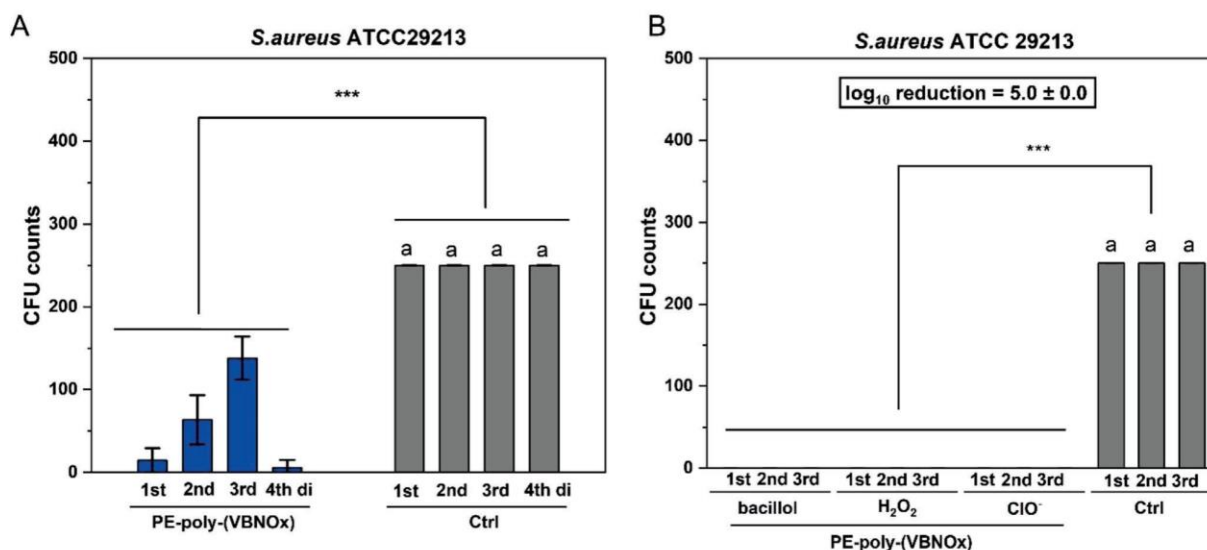 A
S.aureus ATCC29213
500
400
300
200
100
0
CFU counts
***
a a a a
1st 2nd 3rd 4th di 1st 2nd 3rd 4th di
PE-poly-(VBNOx) Ctrl
B
S.aureus ATCC 29213
500
400
300
200
100
0
CFU counts
log₁₀ reduction = 5.0 ± 0.0
***
a a a
1st 2nd 3rd 1st 2nd 3rd 1st 2nd 3rd 1st 2nd 3rd
bacillol H₂O₂ ClO⁻ Ctrl
PE-poly-(VBNOx)